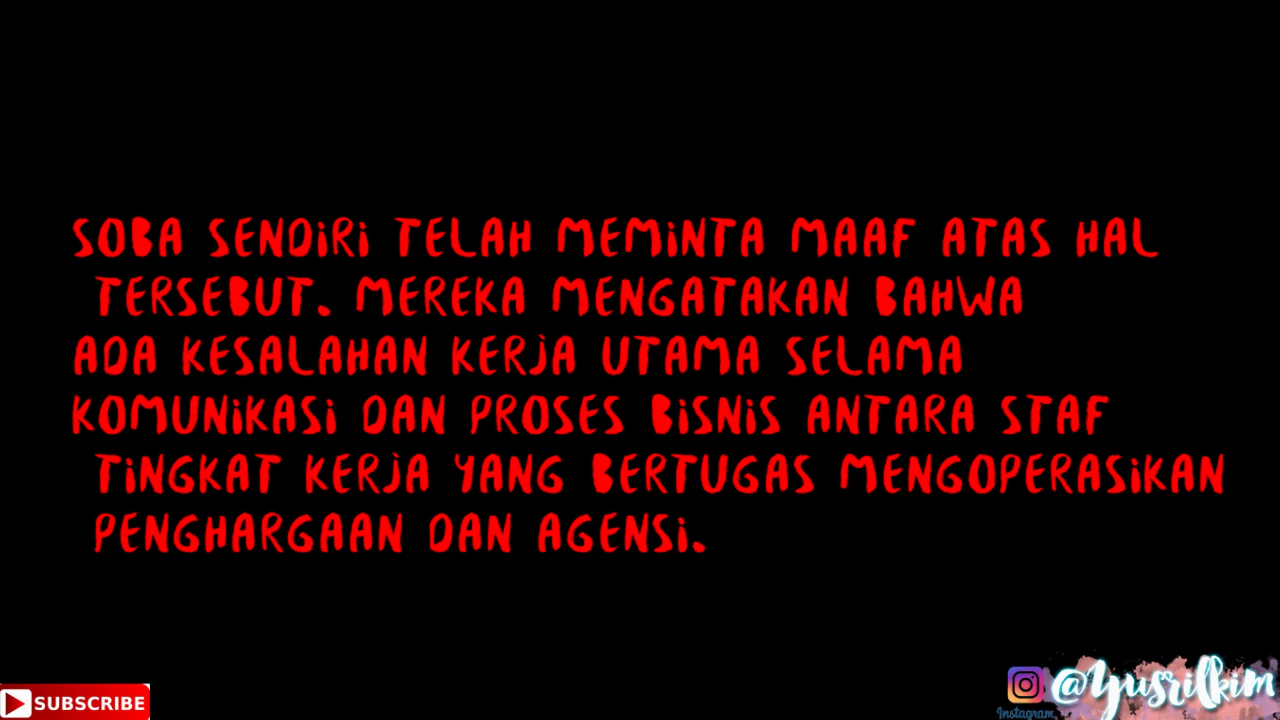 SOBA SENDIRI TELAH MEMINTA MAAF ATAS HAL
TERSEBUT. MEREKA MENGATAKAN BAHWA
ADA KESALAHAN KERJA UTAMA SELAMA
KOMUNIKASI DAN PROSES BISNIS ANTARA STAF
TINGKAT KERJA YANG BERTUGAS MENGOPERASIKAN
PENGHARGAAN DAN AGENSI.
SUBSCRIBE
@Yusrilkim
Instagram